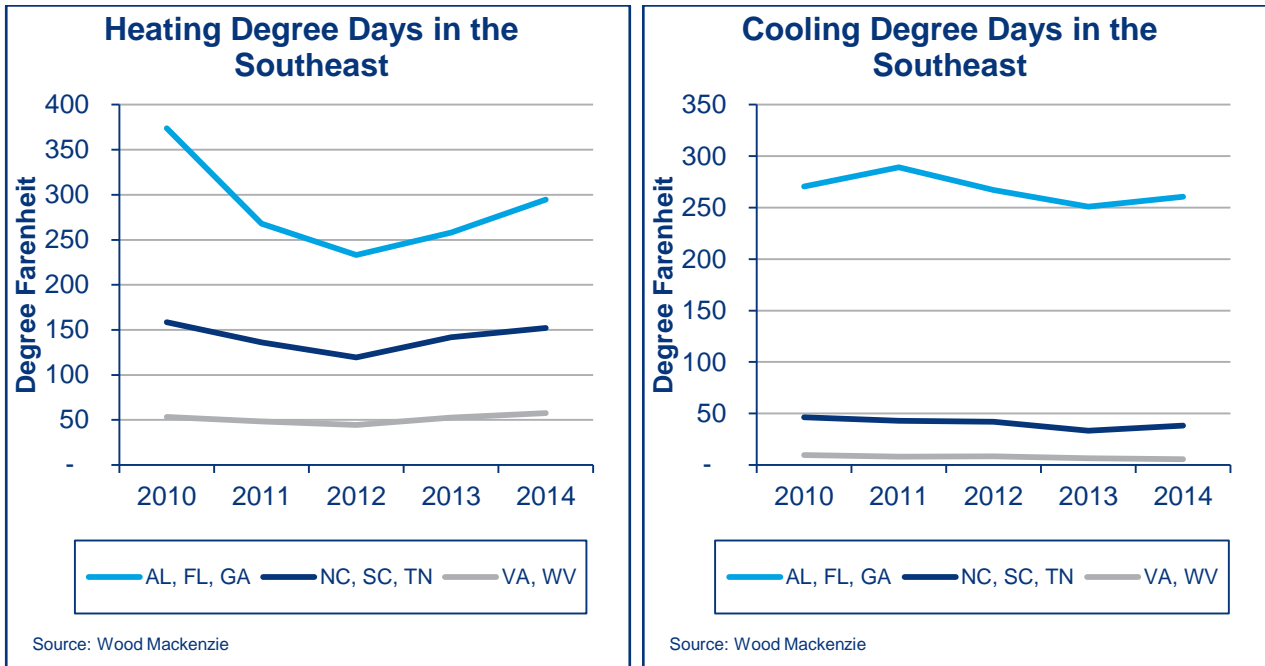 Heating Degree Days in the
Southeast
Degree Farenheit
400
350
300
250
200
150
100
50
-
2010 2011 2012 2013 2014
AL, FL, GA NC, SC, TN VA, WV
Source: Wood Mackenzie
Cooling Degree Days in the
Southeast
Degree Farenheit
350
300
250
200
150
100
50
-
2010 2011 2012 2013 2014
AL, FL, GA NC, SC, TN VA, WV
Source: Wood Mackenzie